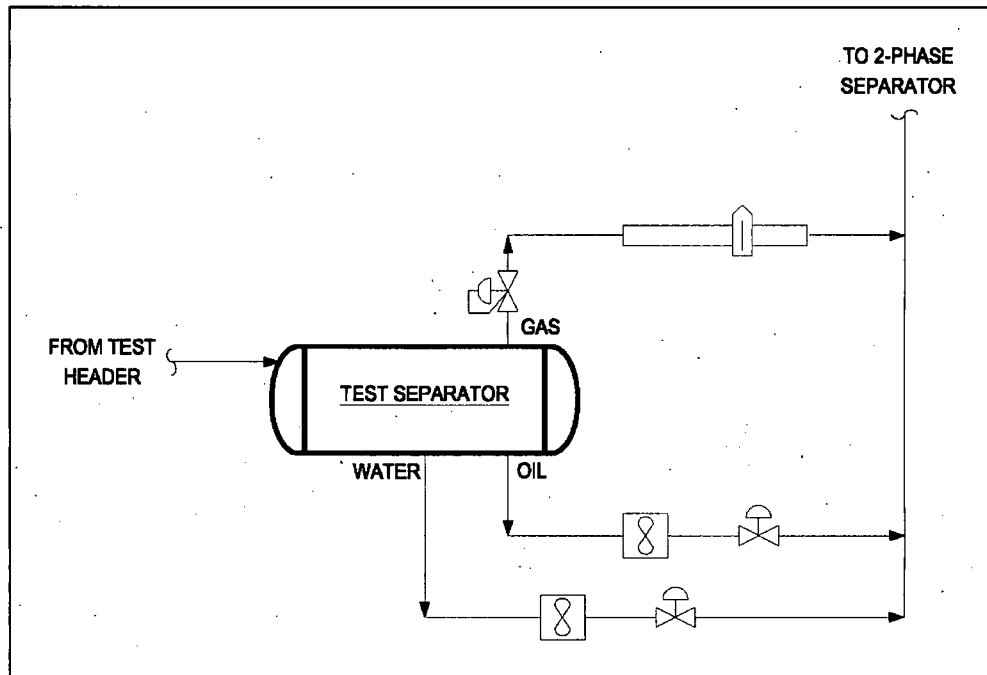 TO 2-PHASE
SEPARATOR
GAS
FROM TEST
HEADER
TEST SEPARATOR
WATER
OIL